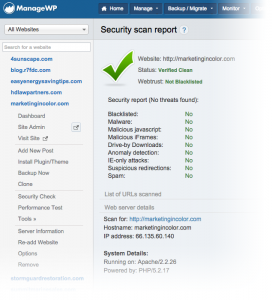 ManageWP
Home
Manage
Backup / Migrate
Monitor
All Websites
Search for a website
4sunscape.com
blog.r7fdc.com
easyenergysavingtips.com
hdlawpartners.com
marketingincolor.com
Dashboard
Site Admin
Visit Site
Add New Post
Install Plugin/Theme
Backup Now
Clone
Security Check
Performance Test
Tools »
Server Information
Re-add Website
Options
Remove
Security scan report ?
Website: http://marketingincolor.com
Status: Verified Clean
Webtrust: Not Blacklisted
Security report (No threats found):
Blacklisted: No
Malware: No
Malicious javascript: No
Malicious iFrames: No
Drive-by Downloads: No
Anomaly detection: No
IE-only attacks: No
Suspicious redirections: No
Spam: No
List of URLs scanned
Web server details
Scan for: http://marketingincolor.com
Hostname: marketingincolor.com
IP address: 66.135.60.140
System Details:
Running on: Apache/2.2.26
Powered by: PHP/5.2.17